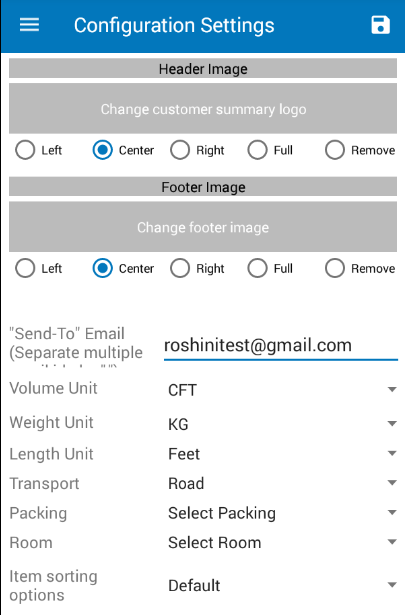 Configuration Settings
Header Image
Change customer summary logo
Left Center Right Full Remove
Footer Image
Change footer image
Left Center Right Full Remove
"Send-To" Email
(Separate multiple
roshinitest@gmail.com
Volume Unit CFT
Weight Unit KG
Length Unit Feet
Transport Road
Packing Select Packing
Room Select Room
Item sorting
options
Default